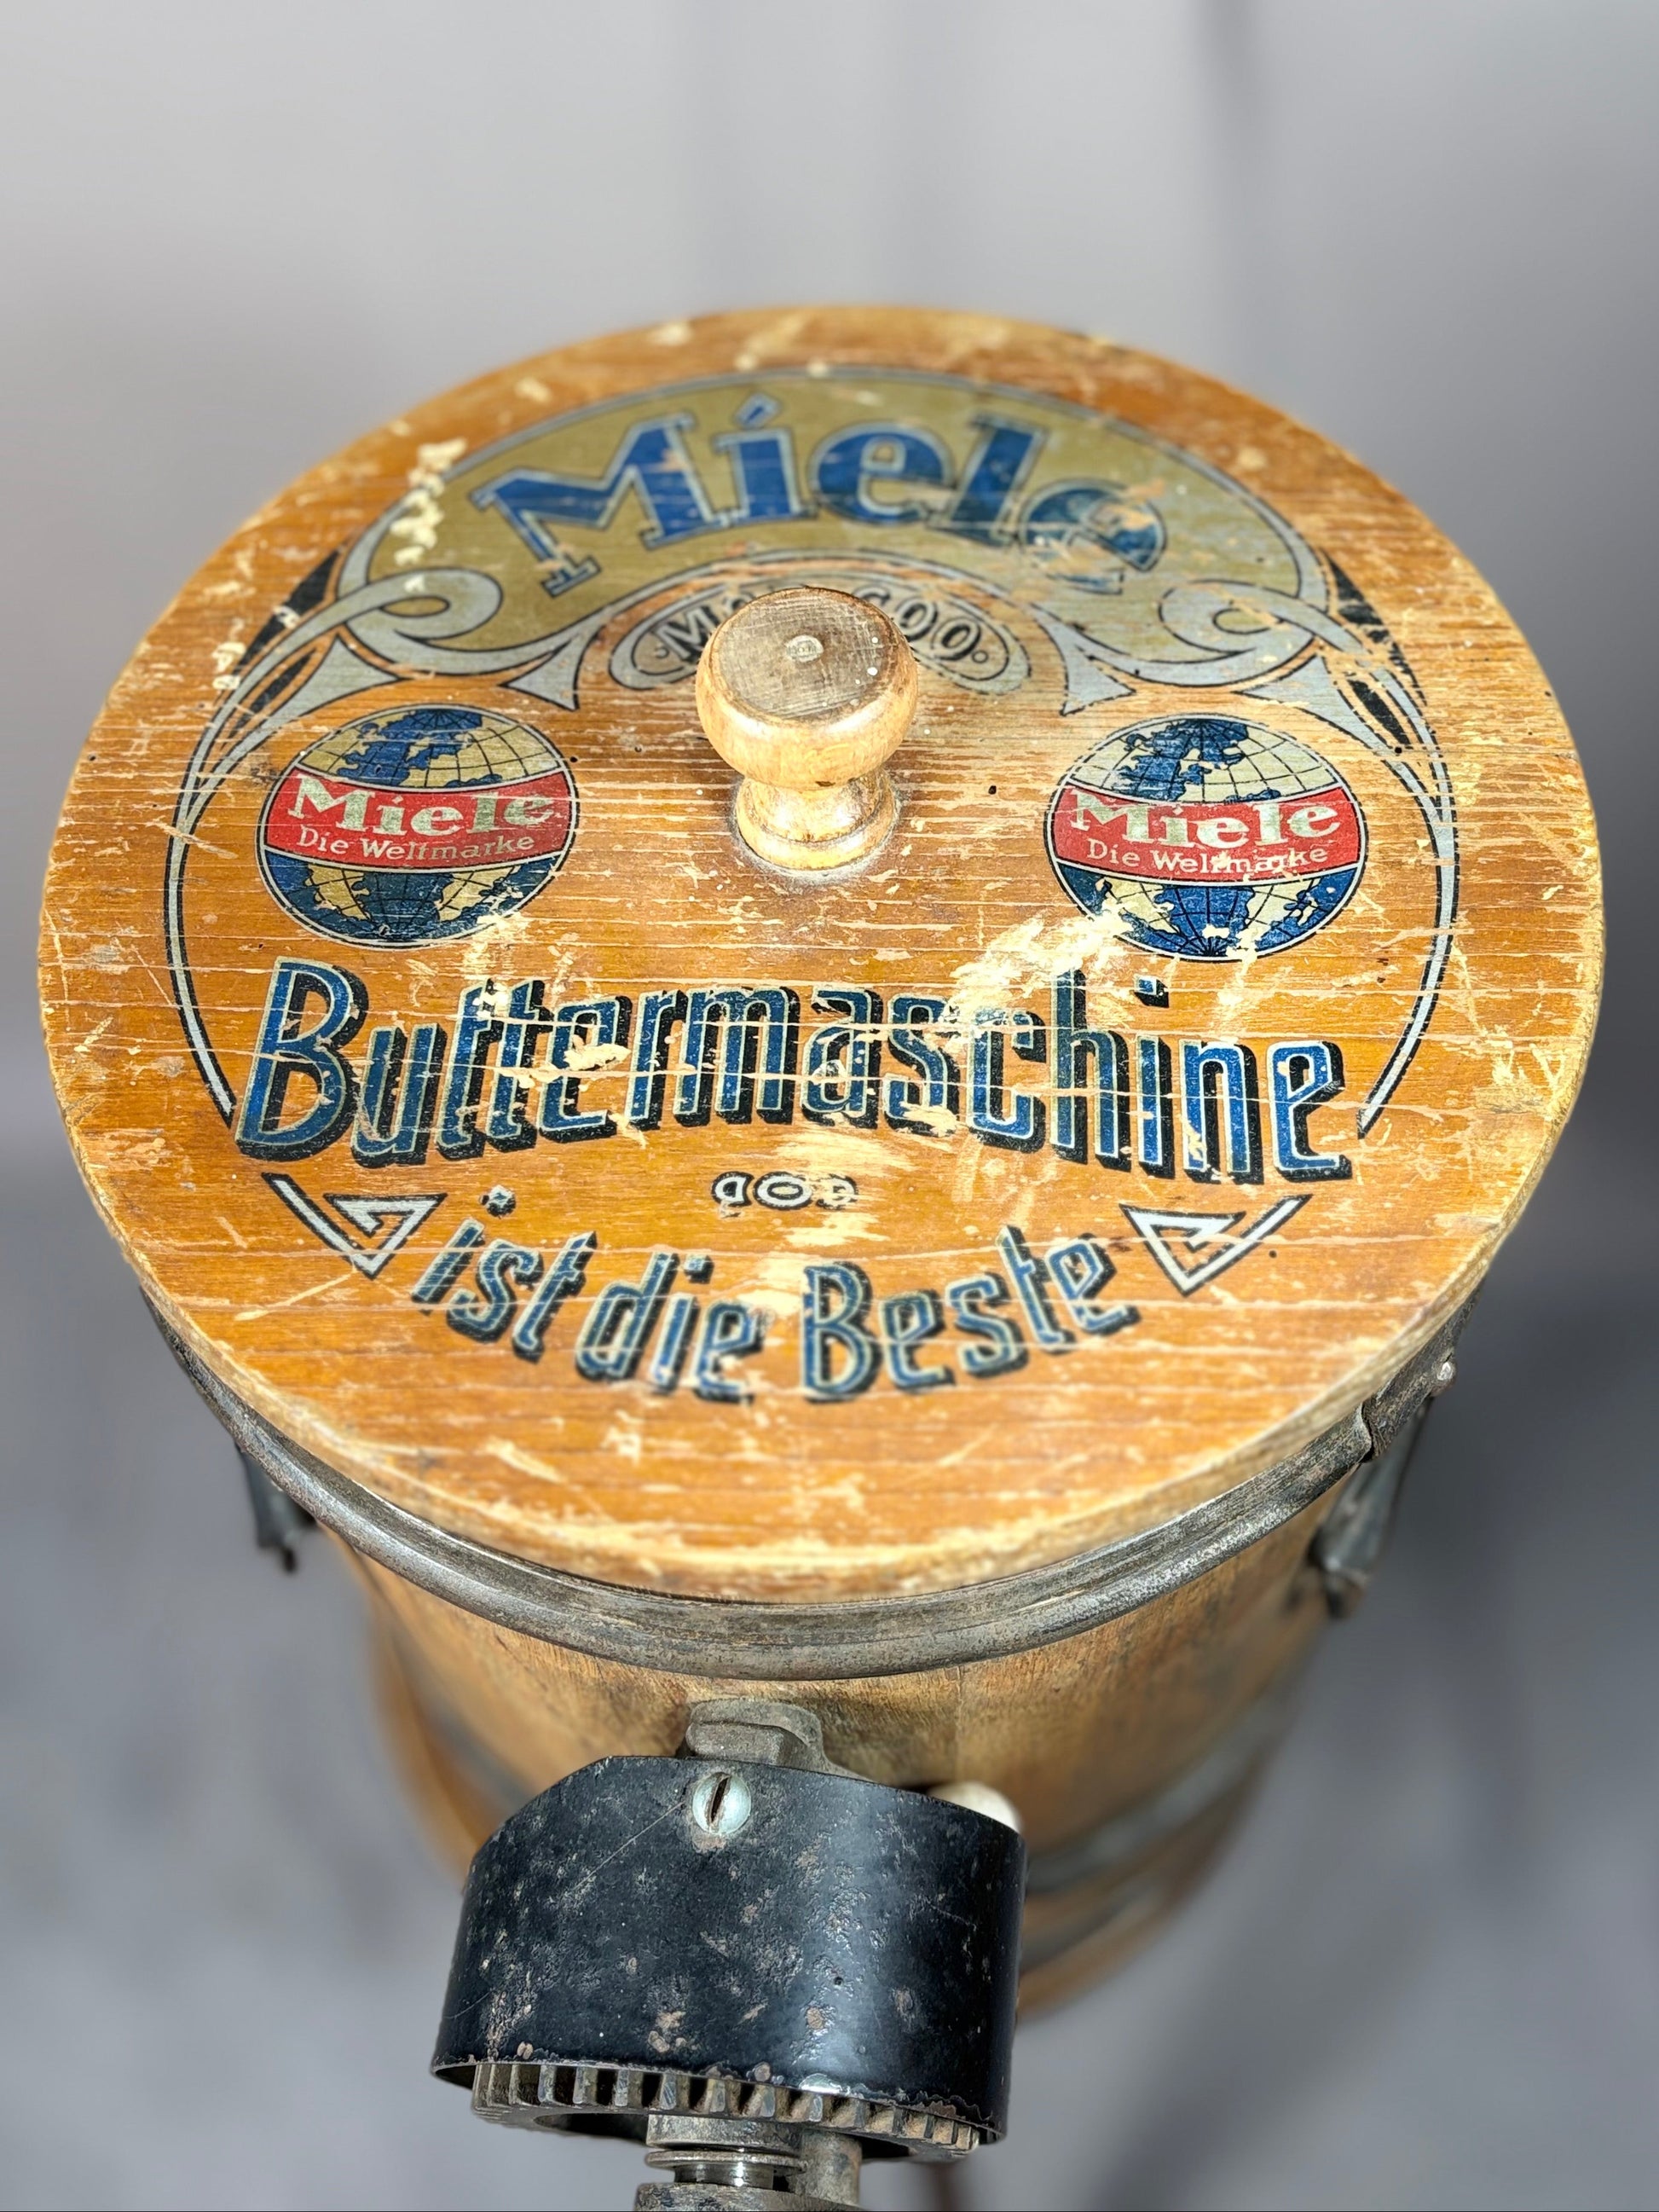 Miele
Miele
Die Weltmarke
Miele
Die Weltmarke
Buttermaschine
ist die Beste